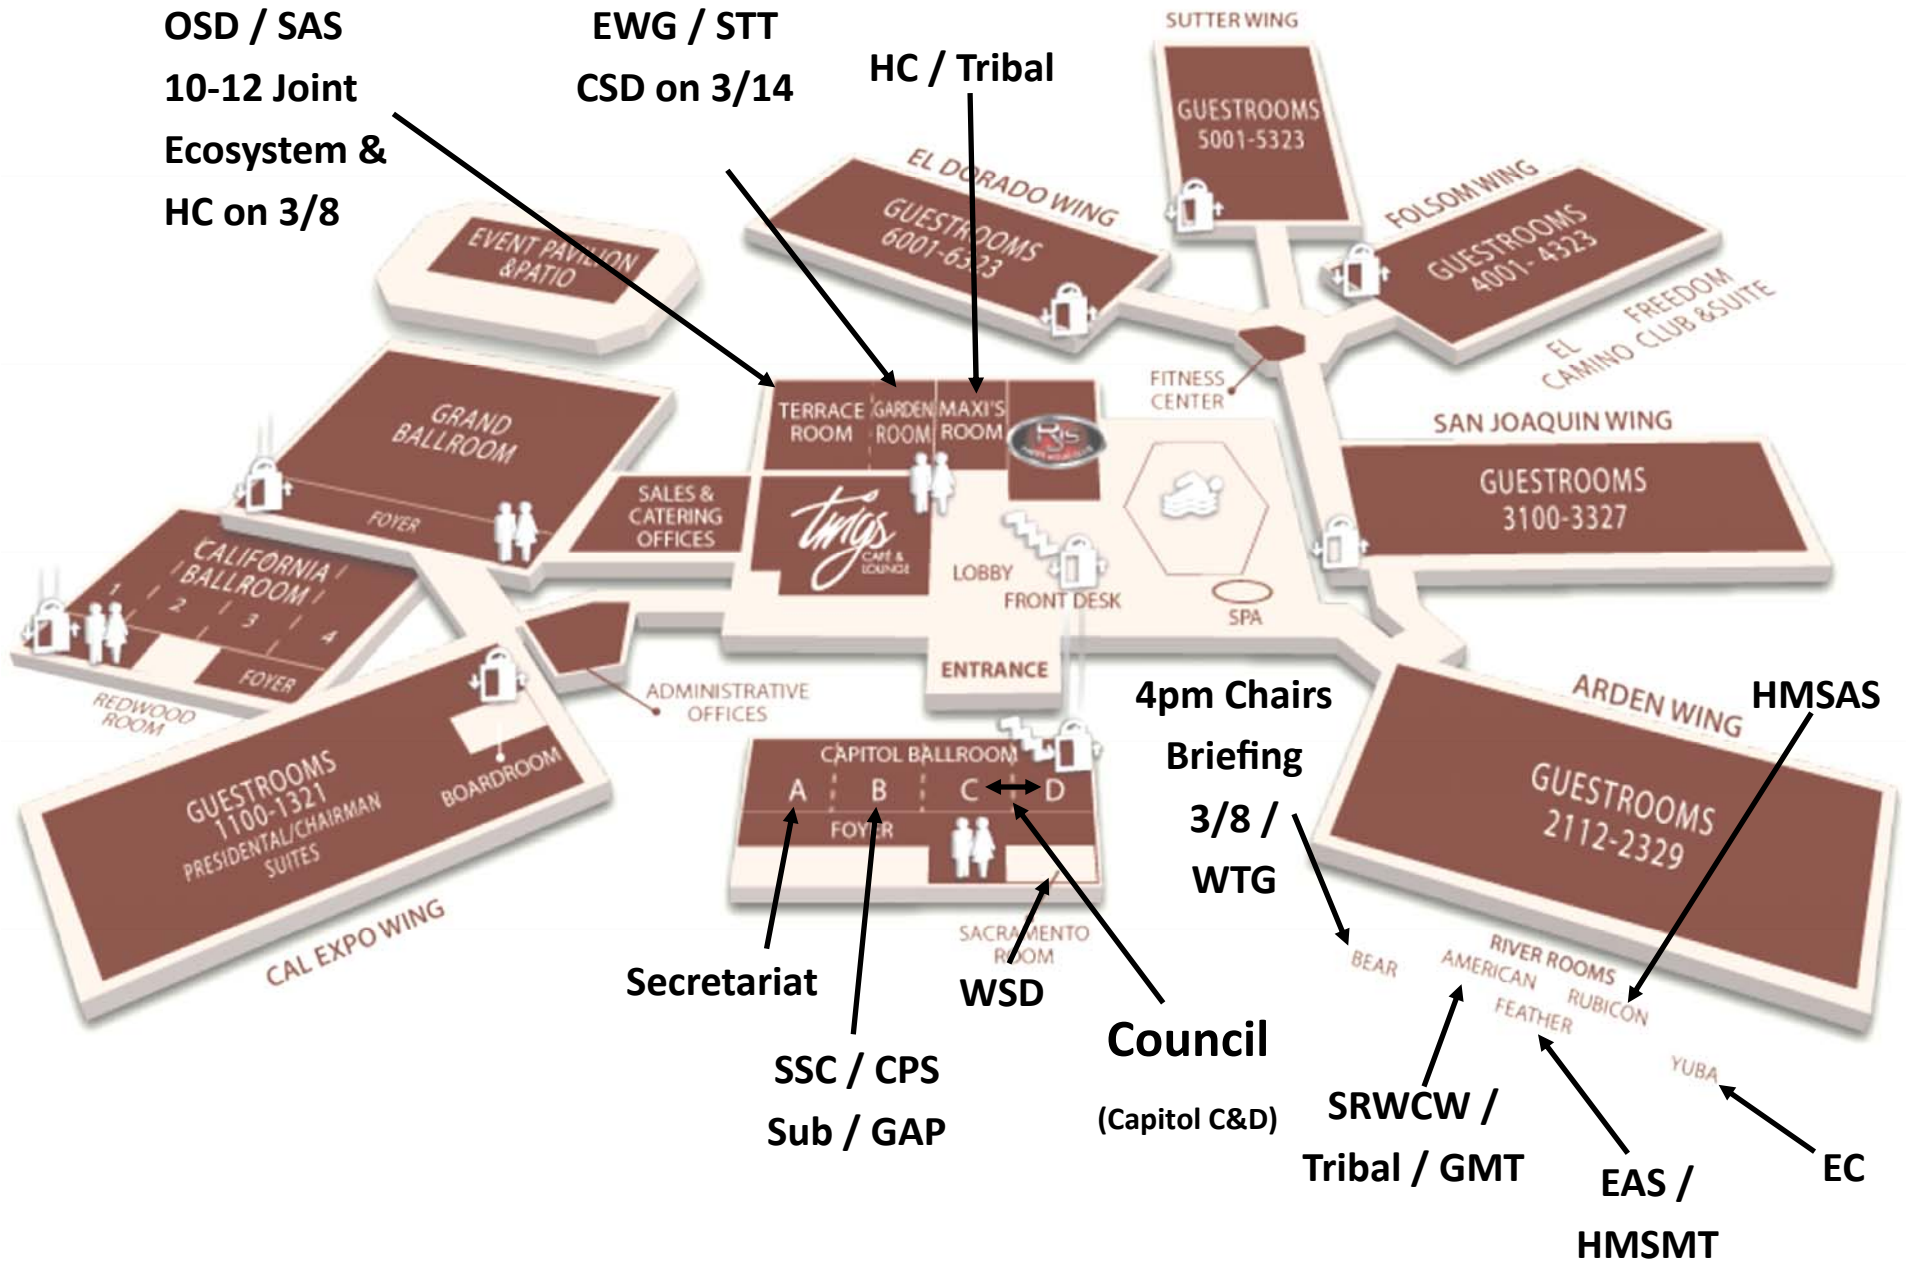 OSD / SAS
10-12 Joint
Ecosystem &
HC on 3/8
EWG / STT
CSD on 3/14
HC / Tribal
SUTTER WING
GUESTROOMS
5001-5323
EL DORADO WING
GUESTROOMS
6001-6323
FOLSOM WING
GUESTROOMS
4001- 4323
FREEDOM
EL
CAMINO CLUB &SUITE
EVENT PAVILION
&PATIO
FITNESS
CENTER
GRAND
BALLROOM
FOYER
TERRACE
ROOM
GARDEN
ROOM
MAXI'S
ROOM
SAN JOAQUIN WING
GUESTROOMS
3100-3327
SALES &
CATERING
OFFICES
twigs
CAFÉ &
LOUNGE
LOBBY
FRONT DESK
SPA
CALIFORNIA
BALLROOM
1
2
3
4
FOYER
REDWOOD
ROOM
ENTRANCE
ADMINISTRATIVE
OFFICES
GUESTROOMS
1100-1321
PRESIDENTAL/CHAIRMAN
SUITES
BOARDROOM
CAL EXPO WING
CAPITOL BALLROOM
A
B
C
D
FOYER
SACRAMENTO
ROOM
Secretariat
WSD
SSC / CPS
Sub / GAP
Council
(Capitol C&D)
4pm Chairs
Briefing
3/8 /
WTG
ARDEN WING
HMSAS
GUESTROOMS
2112-2329
RIVER ROOMS
BEAR
AMERICAN
RUBICON
FEATHER
YUBA
SRWCW /
Tribal / GMT
EAS /
HMSMT
EC